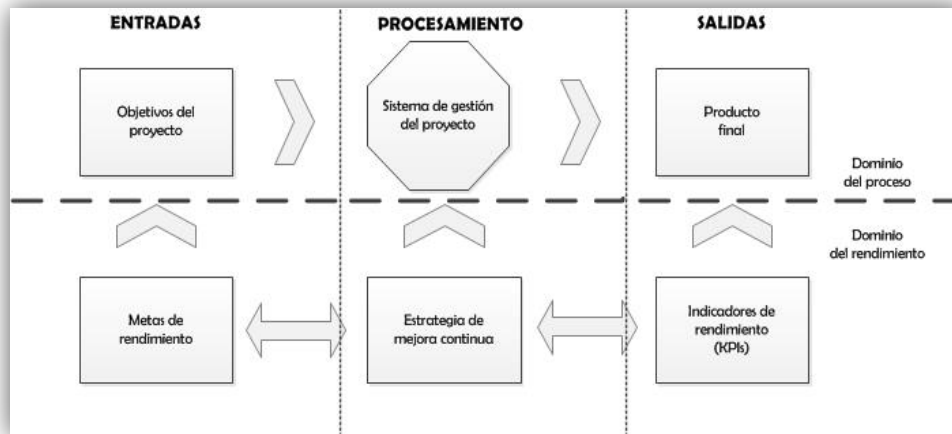 ENTRADAS
PROCESAMIENTO
SALIDAS
Objetivos del
proyecto
Sistema de gestión
del proyecto
Producto
final
Dominio
del proceso
Dominio
del rendimiento
Metas de
rendimiento
Estrategia de
mejora continua
Indicadores de
rendimiento
(KPIs)